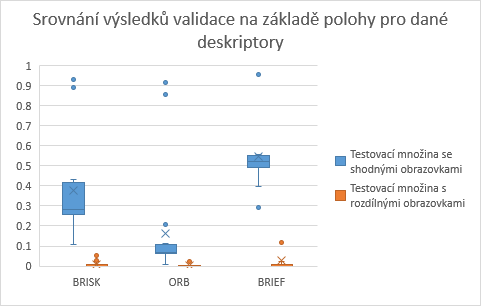 Srovnání výsledků validace na základě polohy pro dané
deskriptory
1
0.9
0.8
0.7
0.6
0.5
0.4
0.3
0.2
0.1
0
BRISK
ORB
BRIEF
Testovací množina se
shodnými obrazovkami
Testovací množina s
rozdílnými obrazovkami